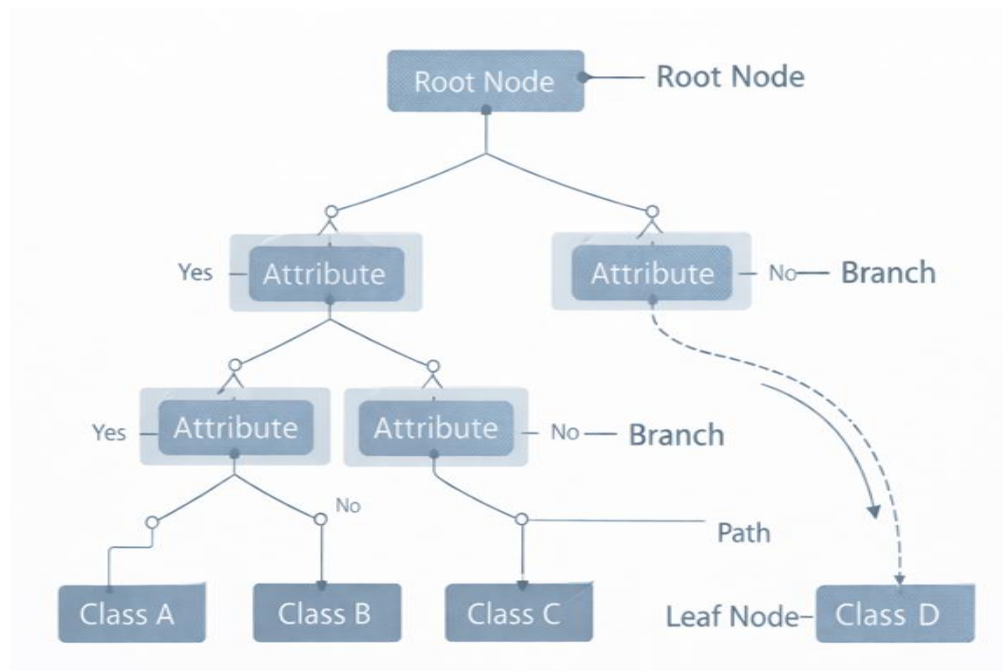 Root Node
Root Node
Yes
Attribute
Attribute
No
Branch
Yes
Attribute
Attribute
No
Branch
No
Path
Class A
Class B
Class C
Leaf Node
Class D